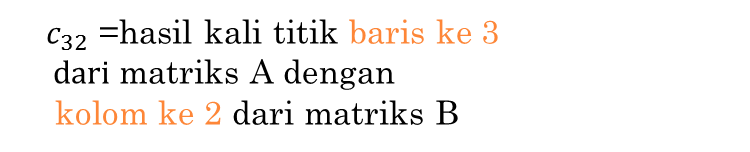 c₃₂ =hasil kali titik baris ke 3
dari matriks A dengan
kolom ke 2 dari matriks B